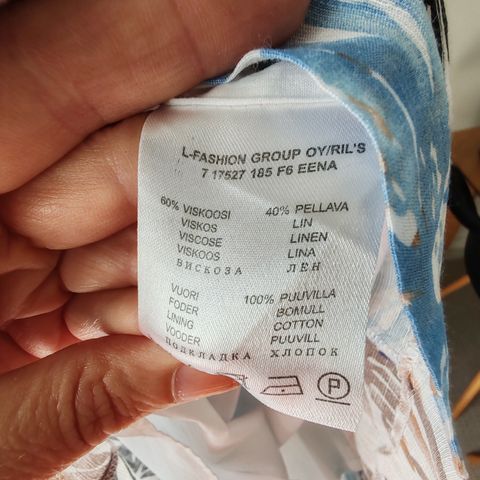 L-FASHION GROUP OY/RIL'S
7 17527 185 F6 EENA
60% VISKOOSI 40% PELLAVA
VISKOS LIN
VISCOSE LINEN
VISKOOS LINA
ВИСКОЗА ЛЕН
VUORI 100% PUUVILLA
FODER BOMULL
LINING COTTON
VOODER PUUVILL
ПОДКЛАДКА ХЛОПОК
P